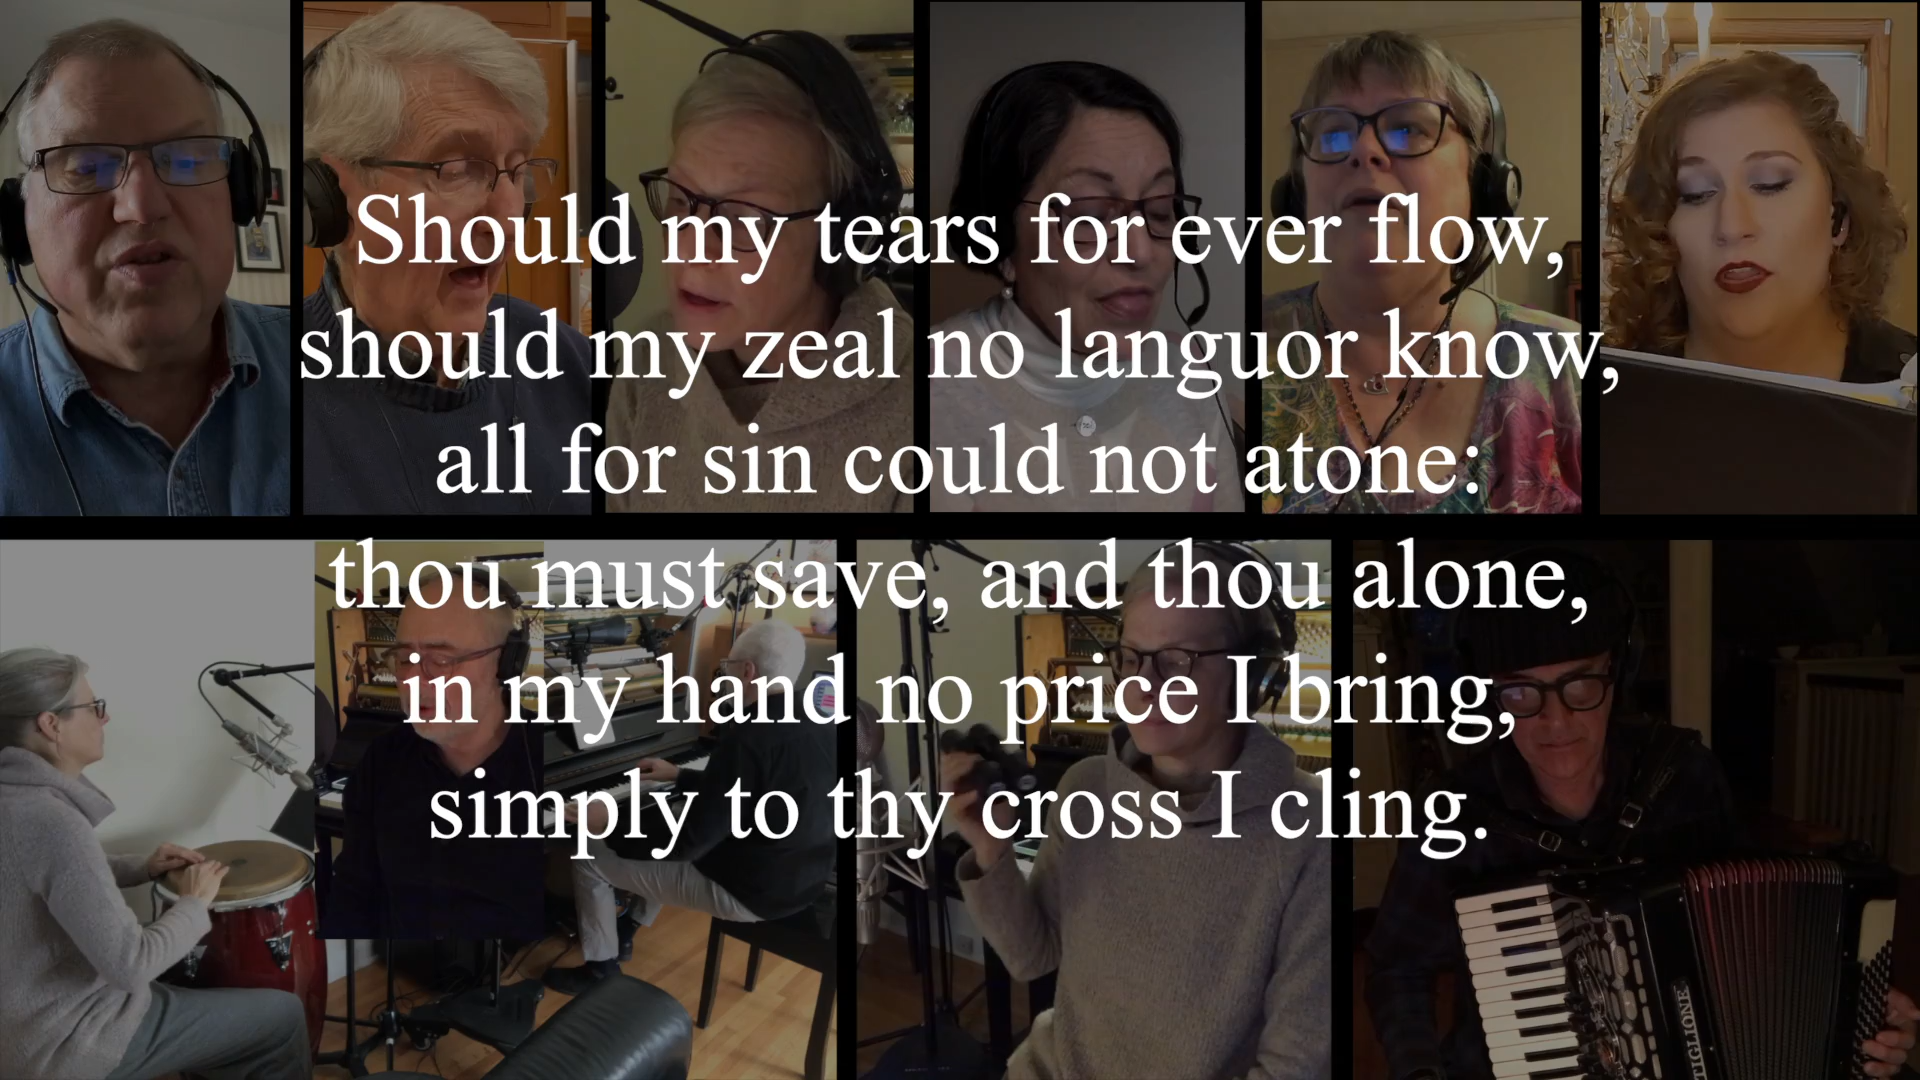 Should my tears for ever flow,
should my zeal no languor know,
all for sin could not atone:
thou must save, and thou alone,
in my hand no price I bring,
simply to thy cross I cling.
TIGLIONE